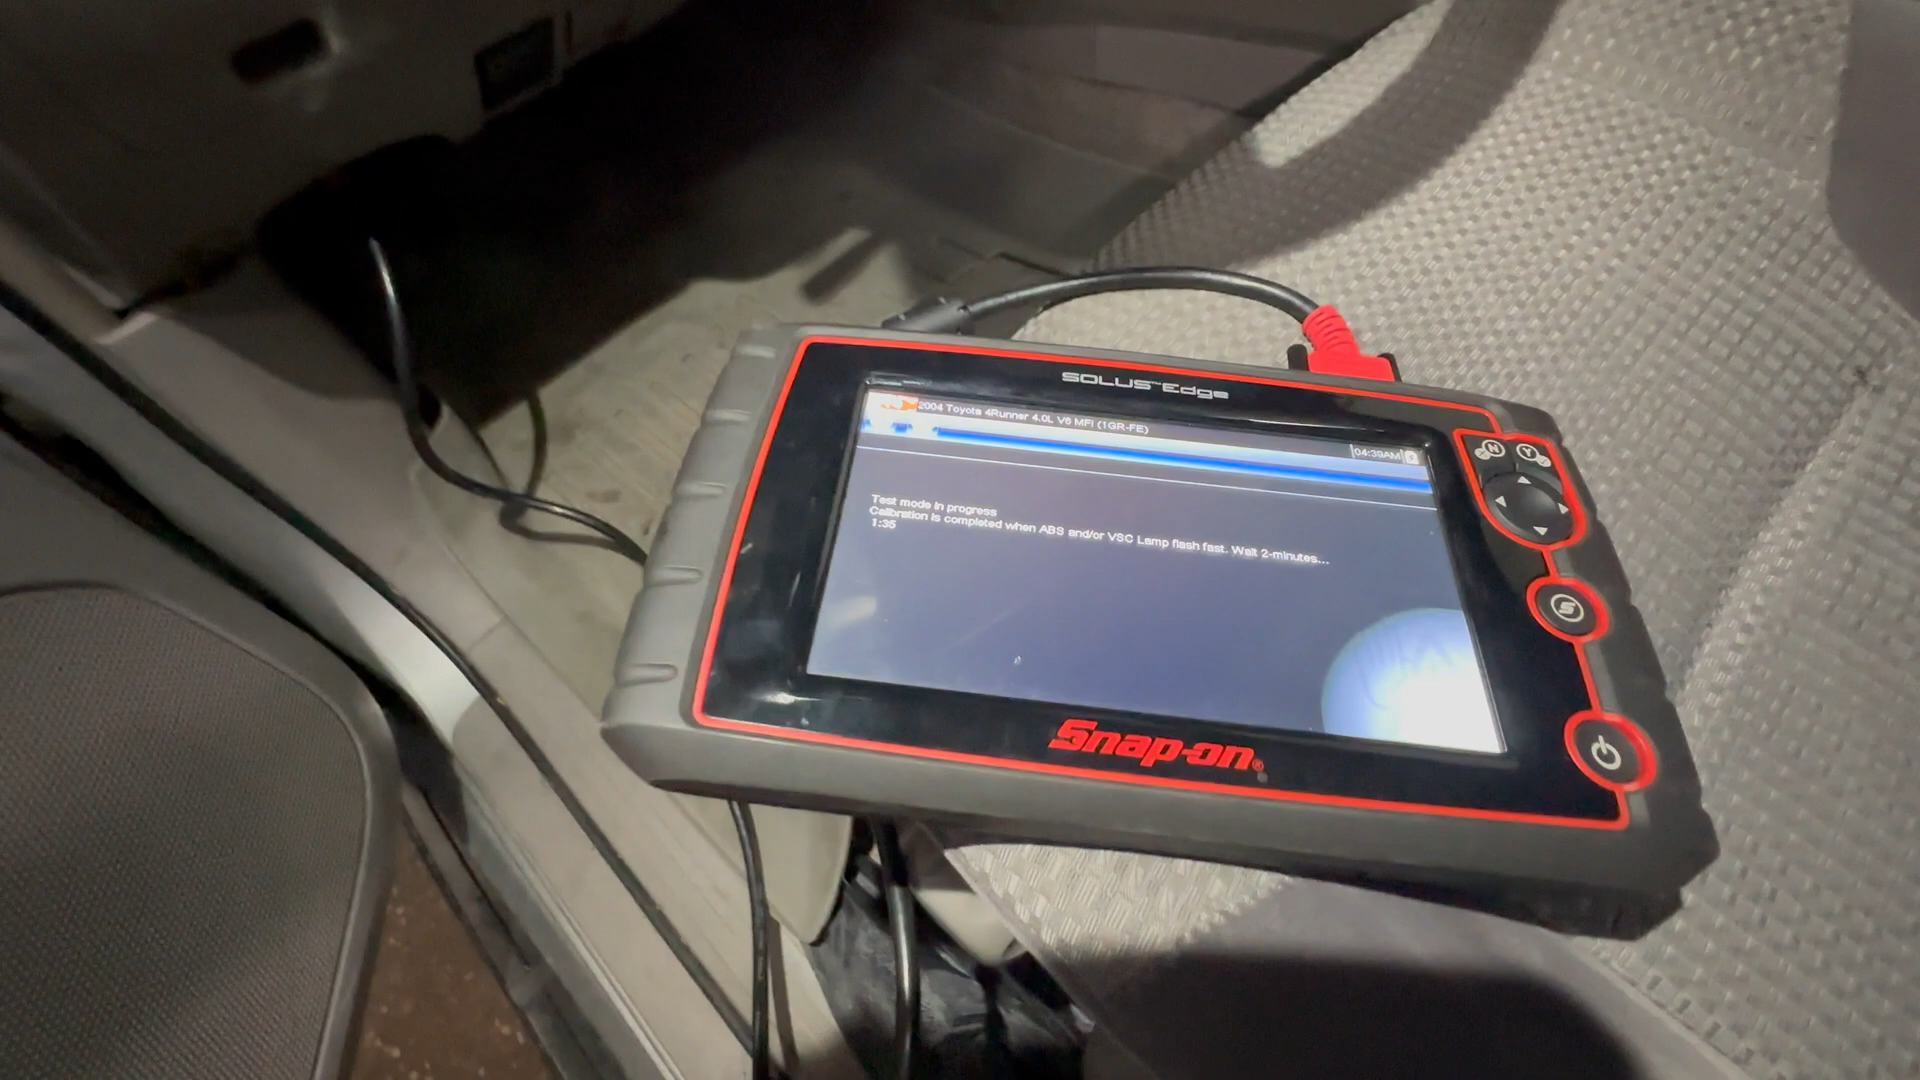 SOLUS™ Edge
2004 Toyota 4Runner 4.0L V6 MFI (1GR-FE)
04:39AM
Test mode in progress
Calibration is completed when ABS and/or VSC Lamp flash fast. Wait 2-minutes...
1:35
N
Y
S
Snap-on®